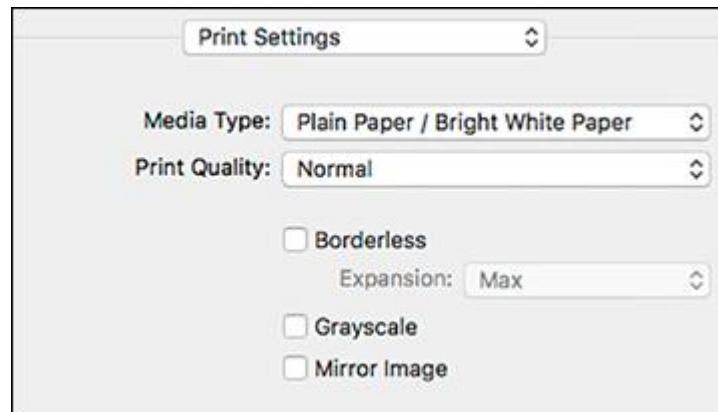 Print Settings
Media Type: Plain Paper / Bright White Paper
Print Quality: Normal
Borderless
Expansion: Max
Grayscale
Mirror Image